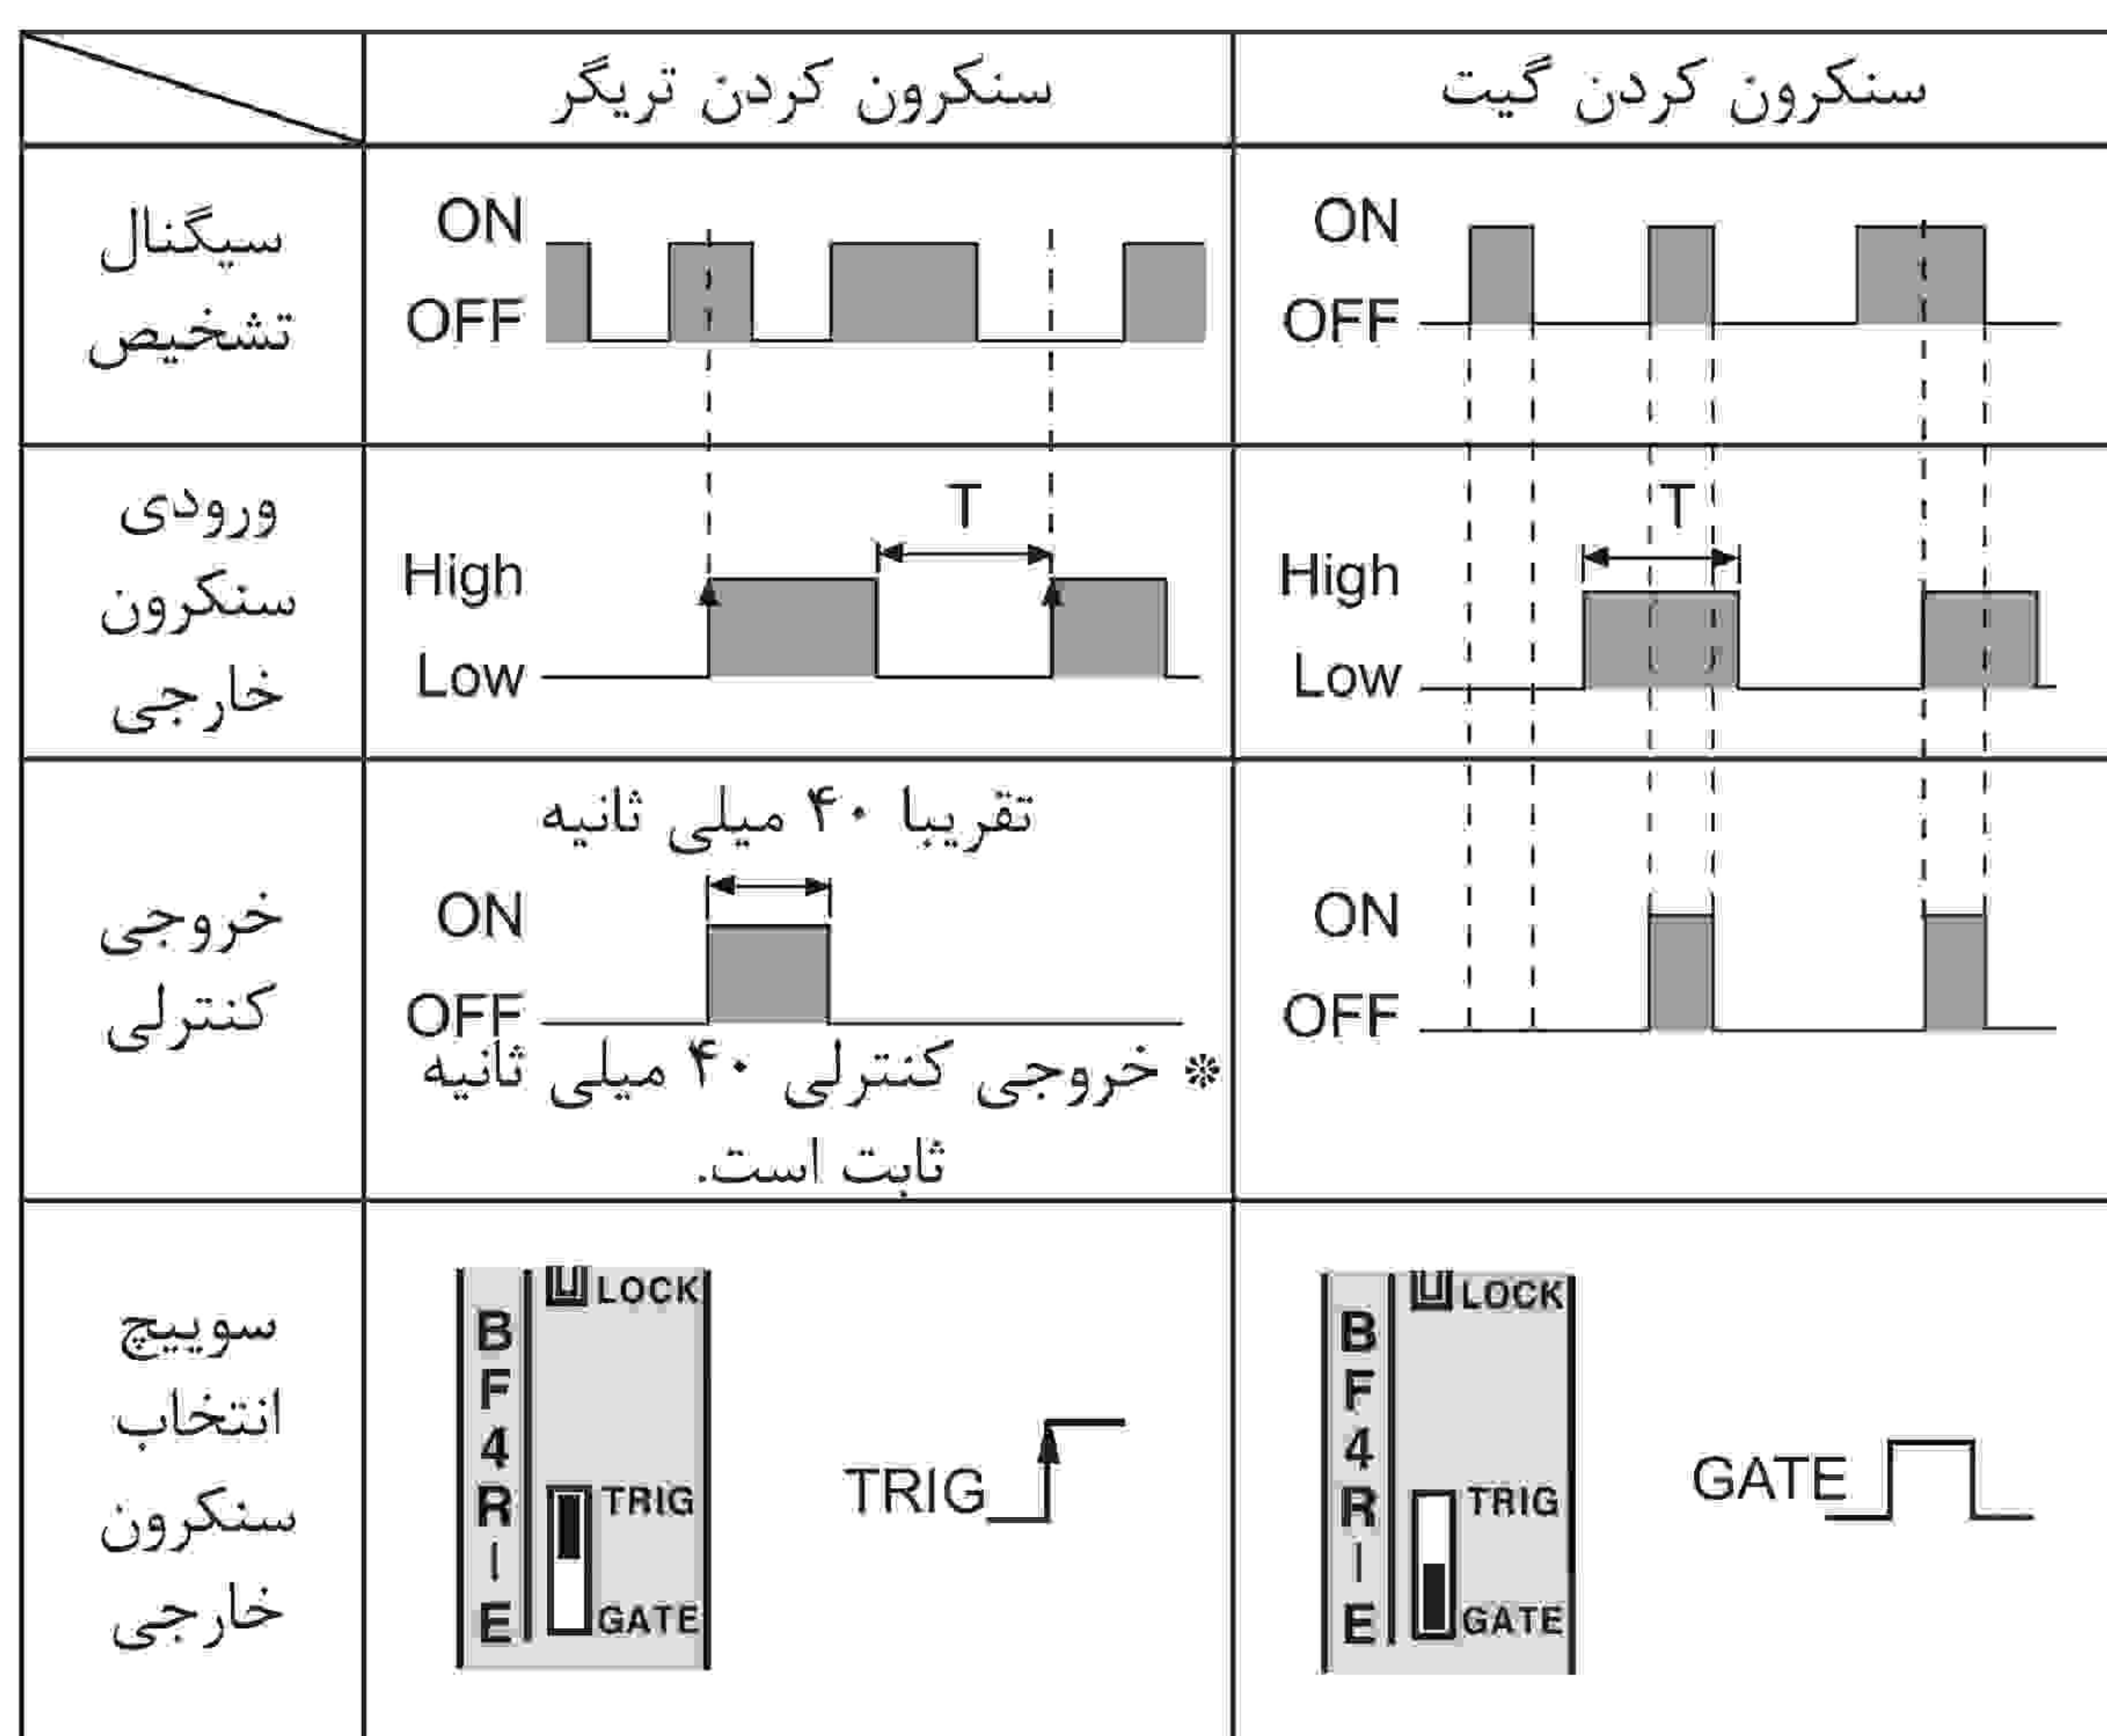 سنکرون کردن تریگر
سنکرون کردن گیت
سیگنال
تشخیص
ON
OFF
ON
OFF
ورودی
سنکرون
خارجی
T
High
Low
T
High
Low
خروجی
کنترلی
تقریبا ۴۰ میلی ثانیه
ON
OFF
※ خروجی کنترلی ۴۰ میلی ثانیه
ثابت است.
ON
OFF
سوییچ
انتخاب
سنکرون
خارجی
BF4R-E
LOCK
TRIG
GATE
TRIG
BF4R-E
LOCK
TRIG
GATE
GATE